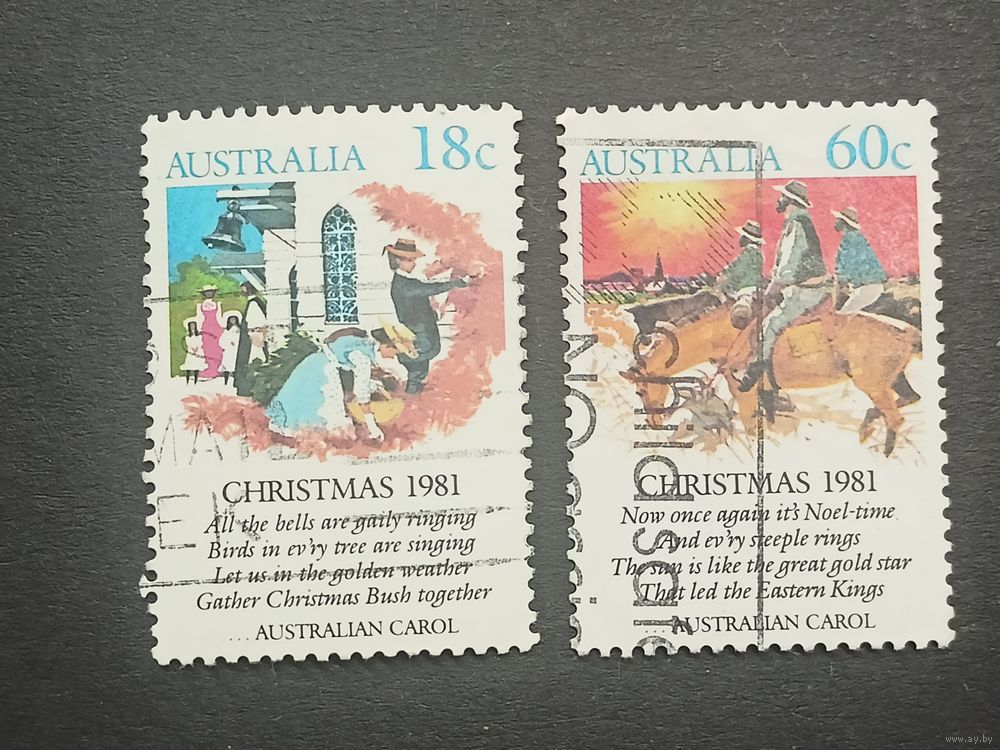 AUSTRALIA 18c
CHRISTMAS 1981
All the bells are gaily ringing
Birds in ev'ry tree are singing
Let us in the golden weather
Gather Christmas Bush together
... AUSTRALIAN CAROL
AUSTRALIA 60c
CHRISTMAS 1981
Now once again it's Noel-time
And ev'ry steeple rings
The sun is like the great gold star
That led the Eastern Kings
... AUSTRALIAN CAROL
www.ay.by